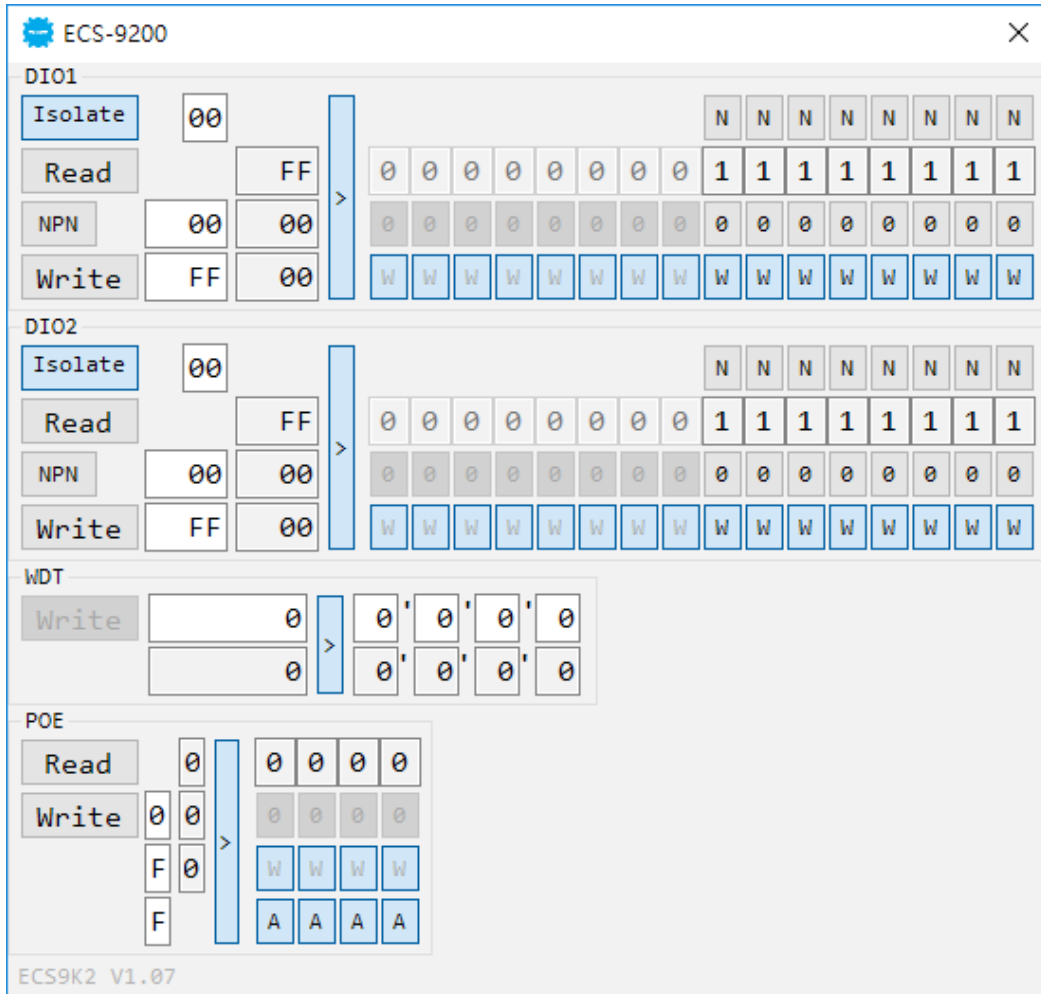 ECS-9200
DIO1
Isolate 00 N N N N N N N N
Read FF 0 0 0 0 0 0 0 0 1 1 1 1 1 1 1 1
>
NPN 00 00 0 0 0 0 0 0 0 0 0 0 0 0 0 0 0 0
Write FF 00 W W W W W W W W W W W W W W W W
DIO2
Isolate 00 N N N N N N N N
Read FF 0 0 0 0 0 0 0 0 1 1 1 1 1 1 1 1
>
NPN 00 00 0 0 0 0 0 0 0 0 0 0 0 0 0 0 0 0
Write FF 00 W W W W W W W W W W W W W W W W
WDT
Write 0 0 ' 0 ' 0 ' 0
>
0 0 ' 0 ' 0 ' 0
POE
Read 0 0 0 0 0
Write 0 0 0 0 0 0
>
F 0 W W W W
F A A A A
ECS9K2 V1.07